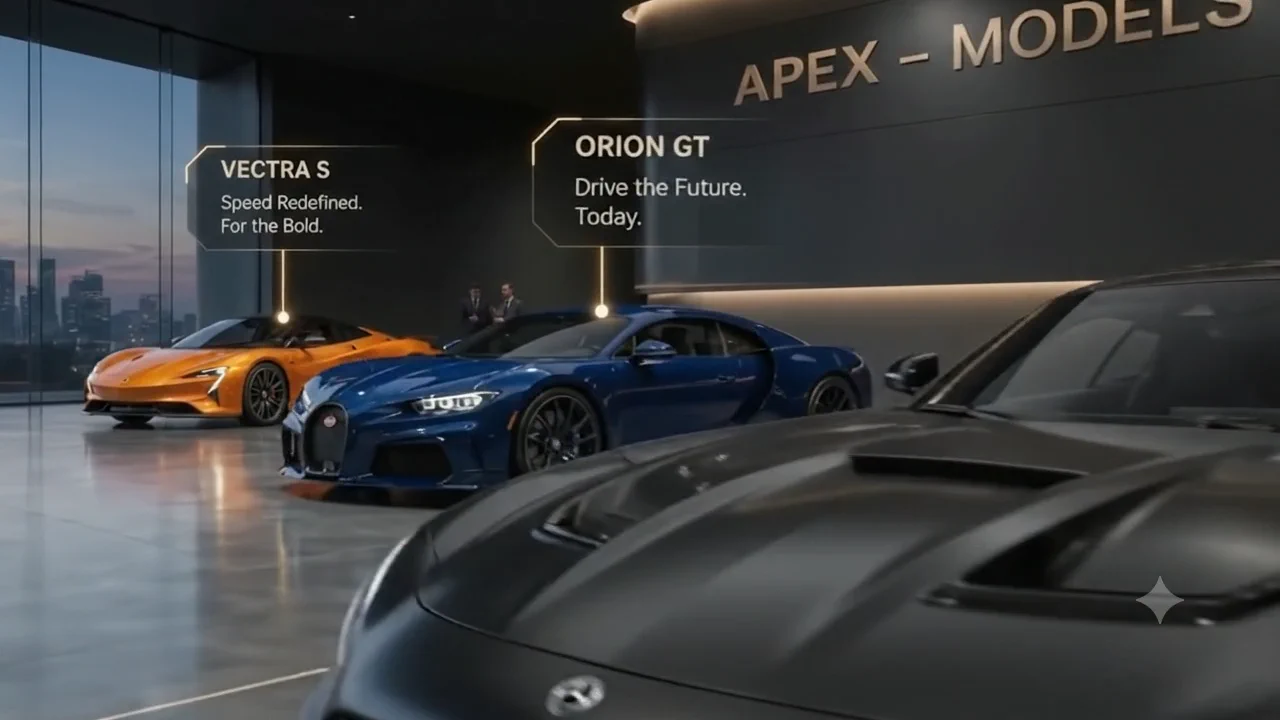 APEX – MODELS
VECTRA S
Speed Redefined.
For the Bold.
ORION GT
Drive the Future.
Today.